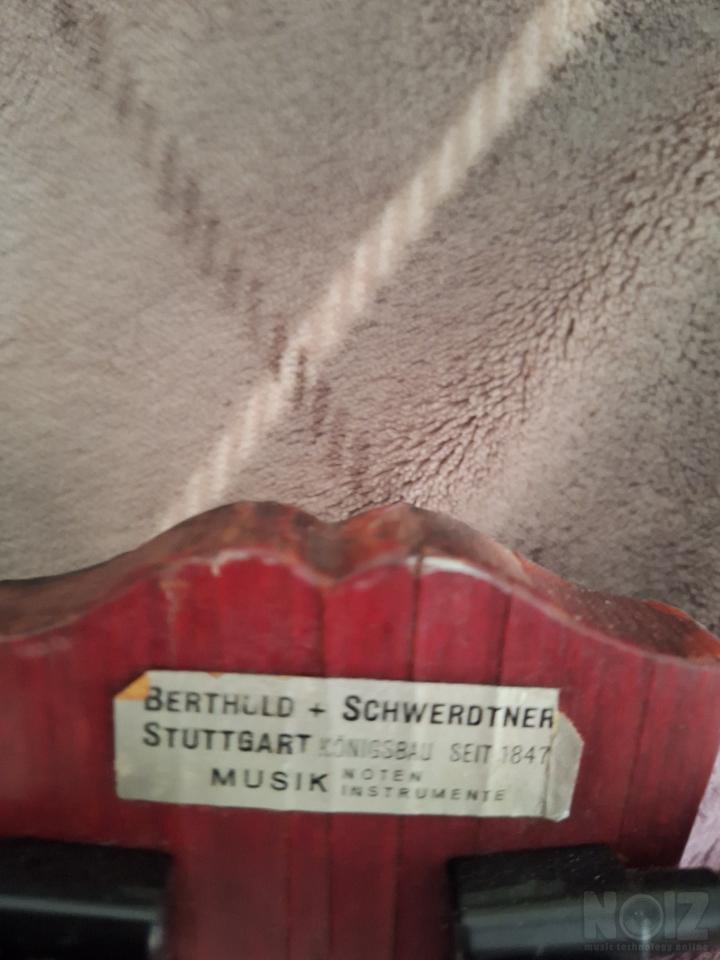 BERTHOLD + SCHWERDTNER
STUTTGART KÖNIGSBAU SEIT 1847
MUSIK NOTEN INSTRUMENTE
NOIZ
music technology online